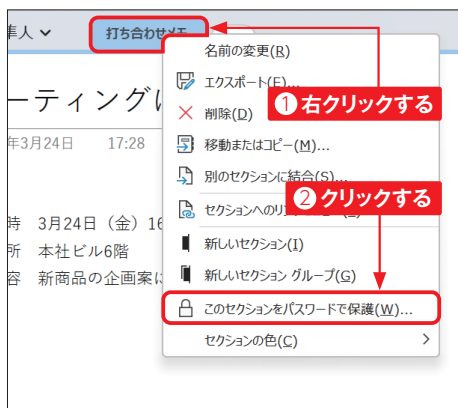 隼人 打ち合わせメモ
名前の変更(R)
エクスポート(E)...
①右クリックする
ーティング
削除(D)
年3月24日 17:28
移動またはコピー(M)...
別のセクションに結合(S)...
②クリックする
セクションへのリン
時 3月24日（金）16
新しいセクション(I)
所 本社ビル6階
新しいセクション グループ(G)
容 新商品の企画案に
このセクションをパスワードで保護(W)...
セクションの色(C)